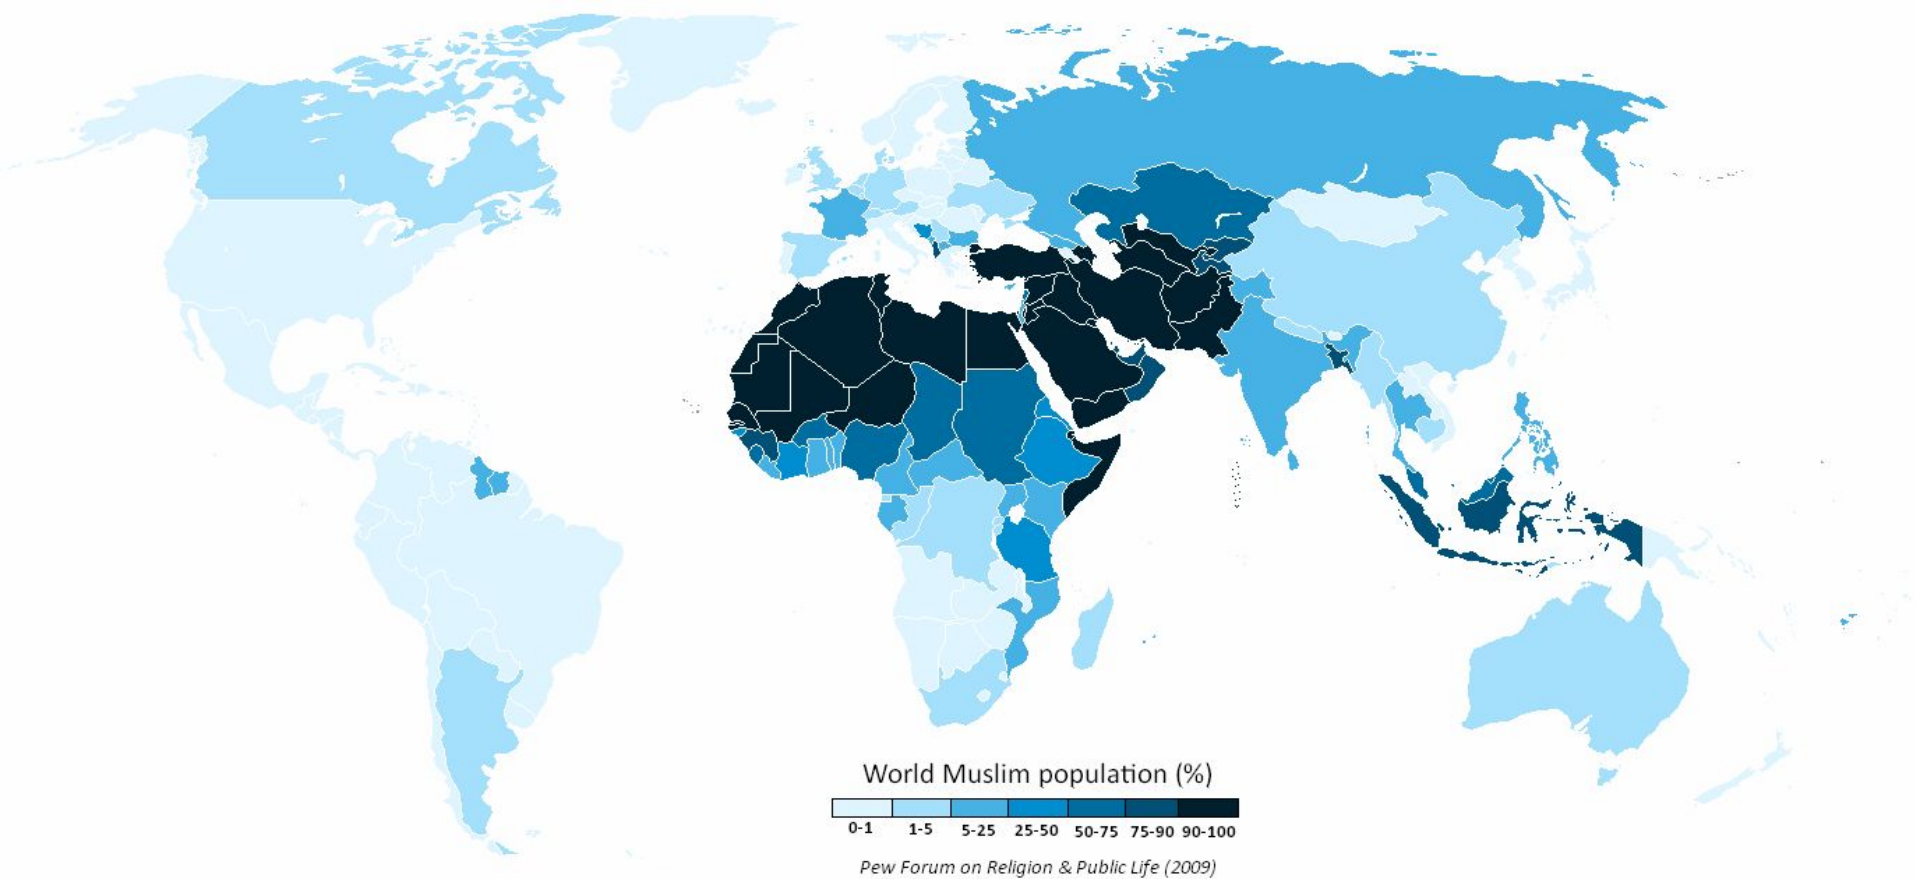 World Muslim population (%)
0-1 1-5 5-25 25-50 50-75 75-90 90-100
Pew Forum on Religion & Public Life (2009)